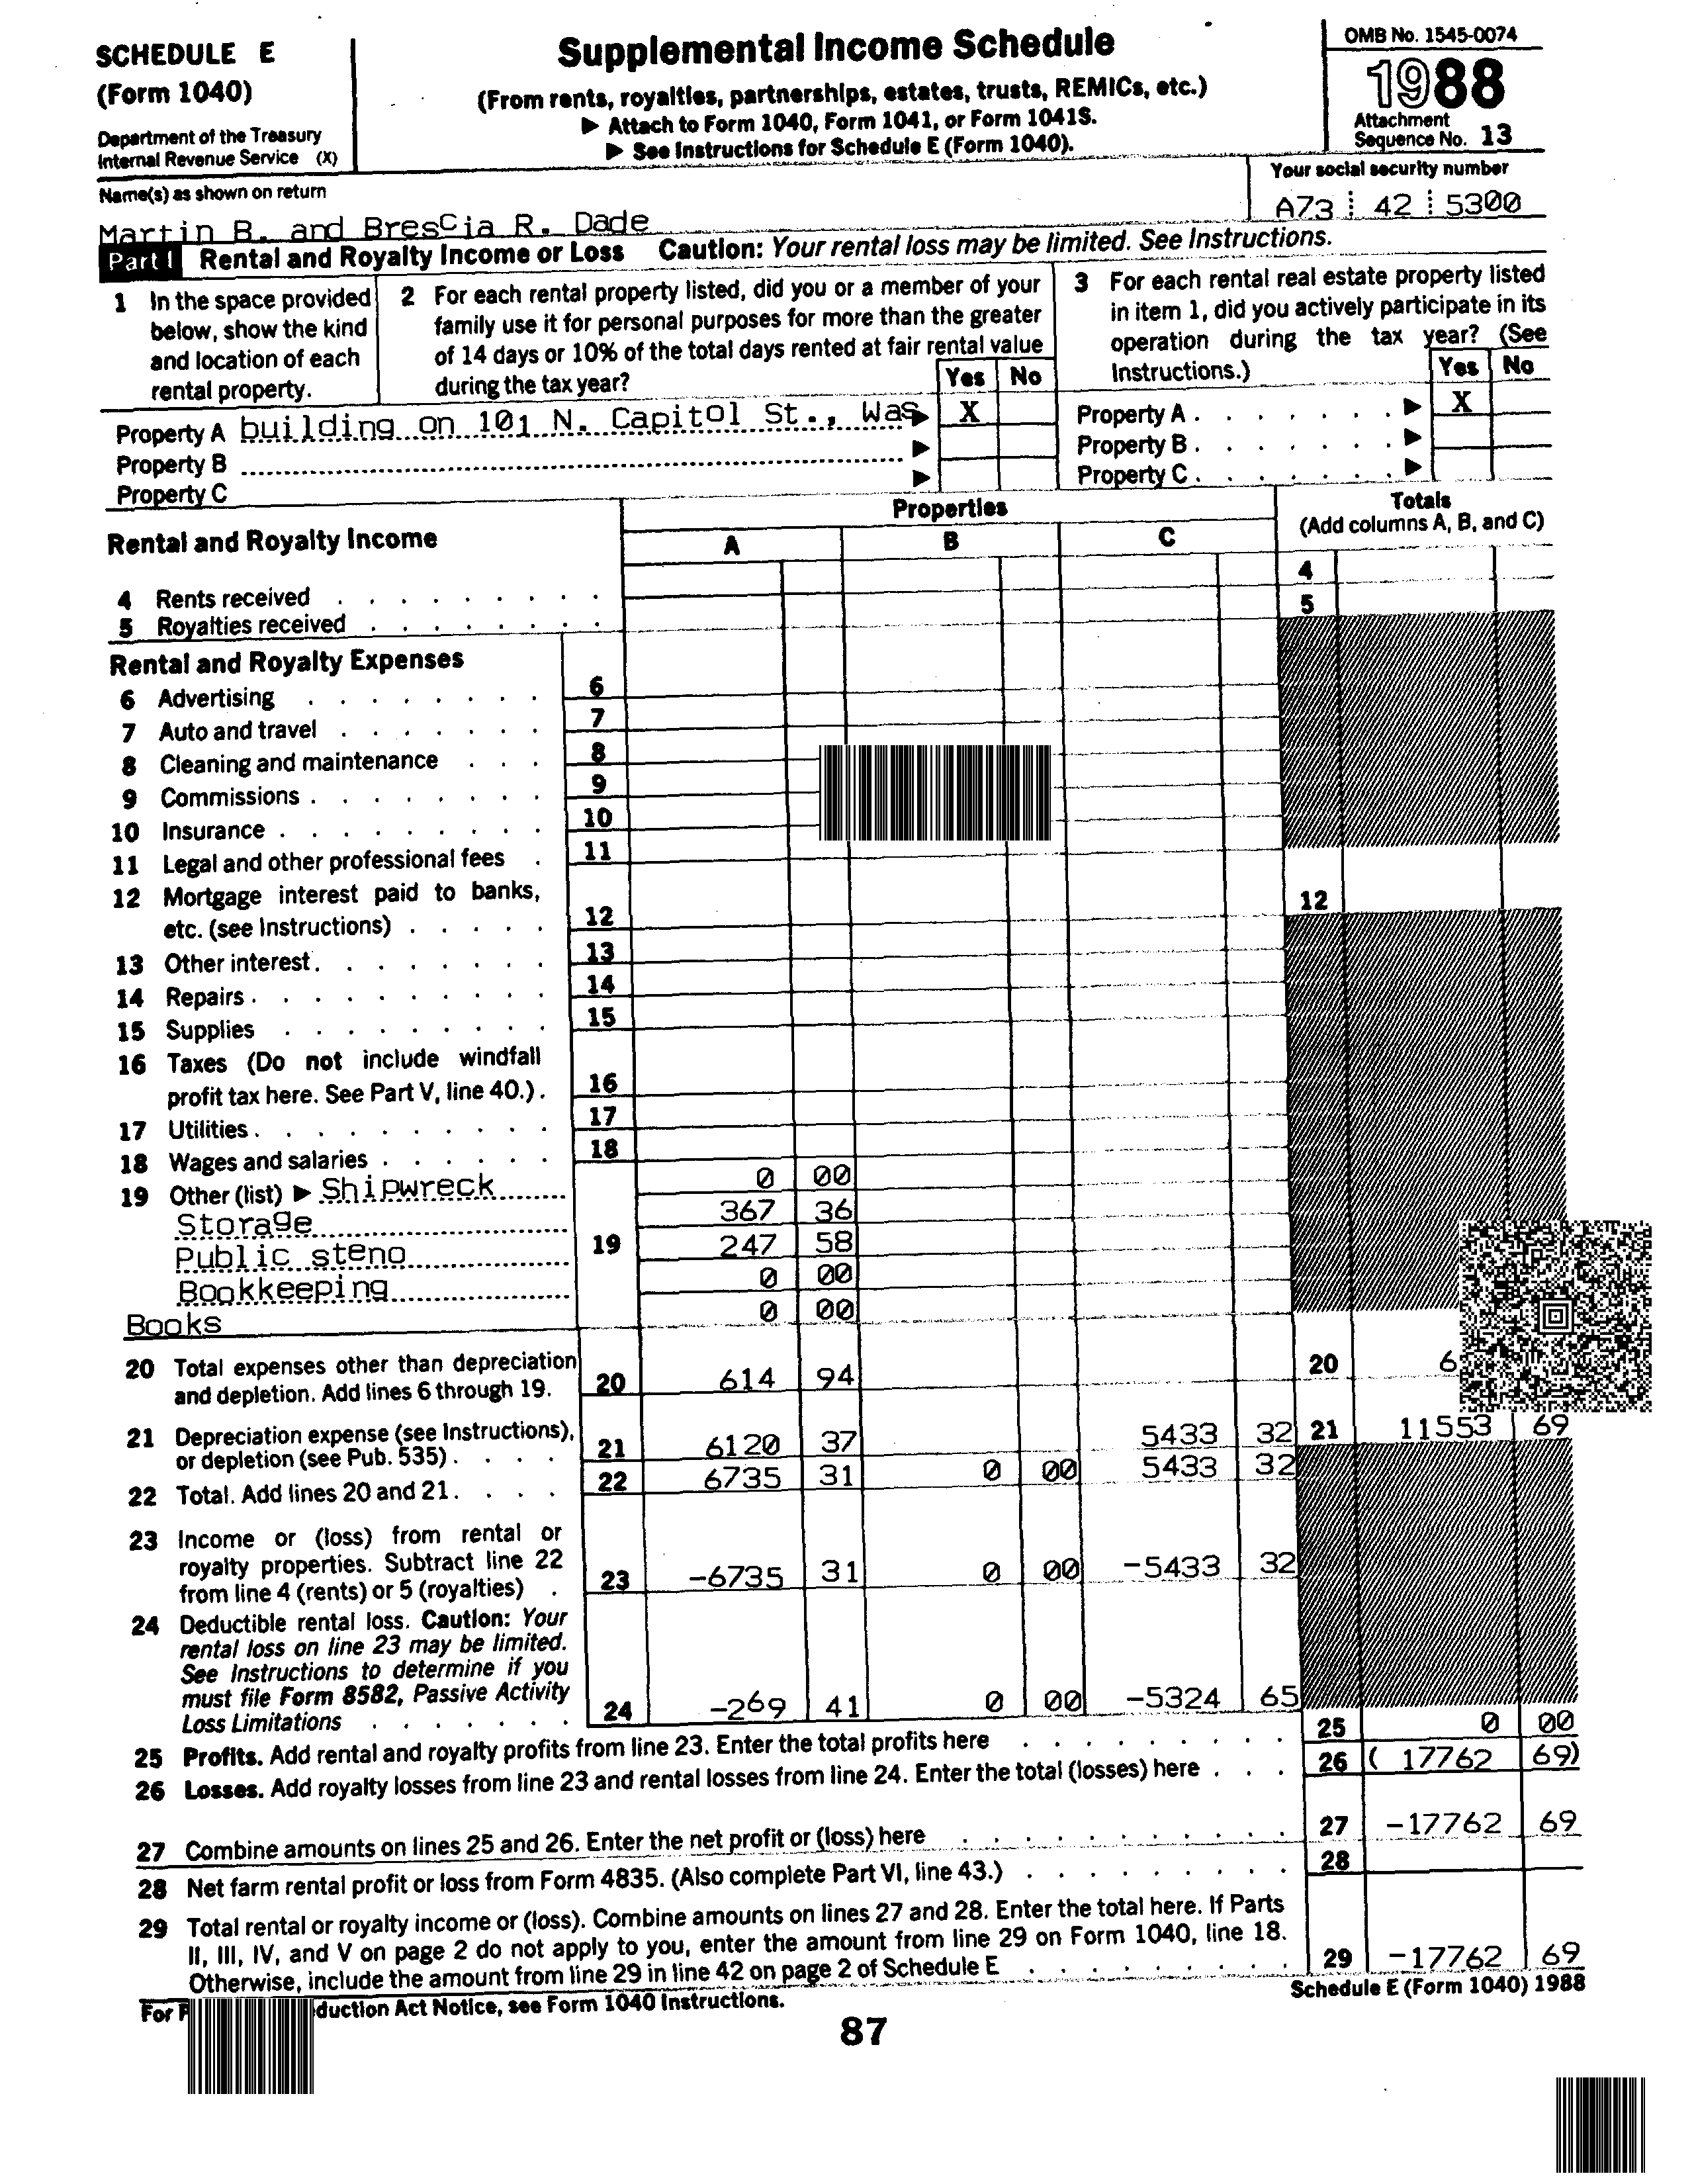 SCHEDULE E
(Form 1040)
Department of the Treasury
Internal Revenue Service (X)
Supplemental Income Schedule
(From rents, royalties, partnerships, estates, trusts, REMICs, etc.)
▶ Attach to Form 1040, Form 1041, or Form 1041S.
▶ See Instructions for Schedule E (Form 1040).
OMB No. 1545-0074
1988
Attachment
Sequence No. 13
Name(s) as shown on return
Martin B. and Brescia R. Dade
Your social security number
A73 42 5300
Part I Rental and Royalty Income or Loss Caution: Your rental loss may be limited. See Instructions.
1 In the space provided
below, show the kind
and location of each
rental property.
2 For each rental property listed, did you or a member of your
family use it for personal purposes for more than the greater
of 14 days or 10% of the total days rented at fair rental value
during the tax year?
Yes No
3 For each rental real estate property listed
in item 1, did you actively participate in its
operation during the tax year? (See
Instructions.)
Yes No
Property A building on 101 N. Capitol St., Was ▶ X
Property B ▶
Property C ▶
Property A . . . . . . . ▶ X
Property B . . . . . . . ▶
Property C . . . . . . . ▶
Rental and Royalty Income
Properties
A B C
Totals
(Add columns A, B, and C)
4 Rents received 4
5 Royalties received 5
Rental and Royalty Expenses
6 Advertising 6
7 Auto and travel 7
8 Cleaning and maintenance 8
9 Commissions 9
10 Insurance 10
11 Legal and other professional fees 11
12 Mortgage interest paid to banks,
etc. (see Instructions) 12 12
13 Other interest 13
14 Repairs 14
15 Supplies 15
16 Taxes (Do not include windfall
profit tax here. See Part V, line 40.) 16
17 Utilities 17
18 Wages and salaries 18
19 Other (list) ▶ Shipwreck 0 00
Storage 367 36
Public steno 19 247 58
Bookkeeping 0 00
Books 0 00
20 Total expenses other than depreciation
and depletion. Add lines 6 through 19. 20 614 94 20 6
21 Depreciation expense (see Instructions),
or depletion (see Pub. 535) 21 6120 37 5433 32 21 11553 69
22 Total. Add lines 20 and 21 22 6735 31 0 00 5433 32
23 Income or (loss) from rental or
royalty properties. Subtract line 22
from line 4 (rents) or 5 (royalties) 23 -6735 31 0 00 -5433 32
24 Deductible rental loss. Caution: Your
rental loss on line 23 may be limited.
See Instructions to determine if you
must file Form 8582, Passive Activity
Loss Limitations 24 -269 41 0 00 -5324 65
25 Profits. Add rental and royalty profits from line 23. Enter the total profits here 25 0 00
26 Losses. Add royalty losses from line 23 and rental losses from line 24. Enter the total (losses) here 26 ( 17762 69)
27 Combine amounts on lines 25 and 26. Enter the net profit or (loss) here 27 -17762 69
28 Net farm rental profit or loss from Form 4835. (Also complete Part VI, line 43.) 28
29 Total rental or royalty income or (loss). Combine amounts on lines 27 and 28. Enter the total here. If Parts
II, III, IV, and V on page 2 do not apply to you, enter the amount from line 29 on Form 1040, line 18.
Otherwise, include the amount from line 29 in line 42 on page 2 of Schedule E 29 -17762 69
For duction Act Notice, see Form 1040 Instructions.
Schedule E (Form 1040) 1988
87